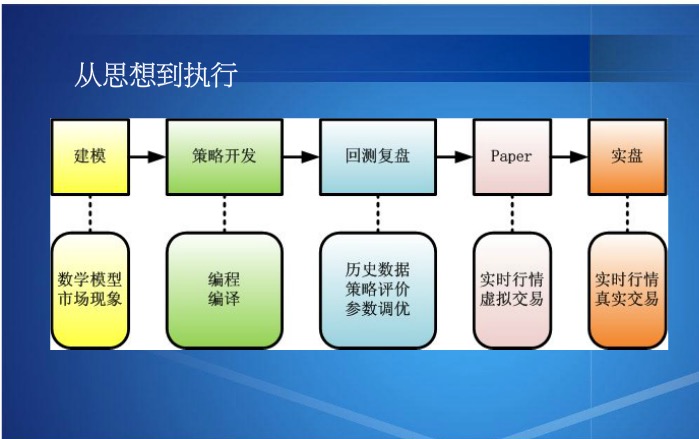 从思想到执行
建模
策略开发
回测复盘
Paper
实盘
数学模型
市场现象
编程
编译
历史数据
策略评价
参数调优
实时行情
虚拟交易
实时行情
真实交易